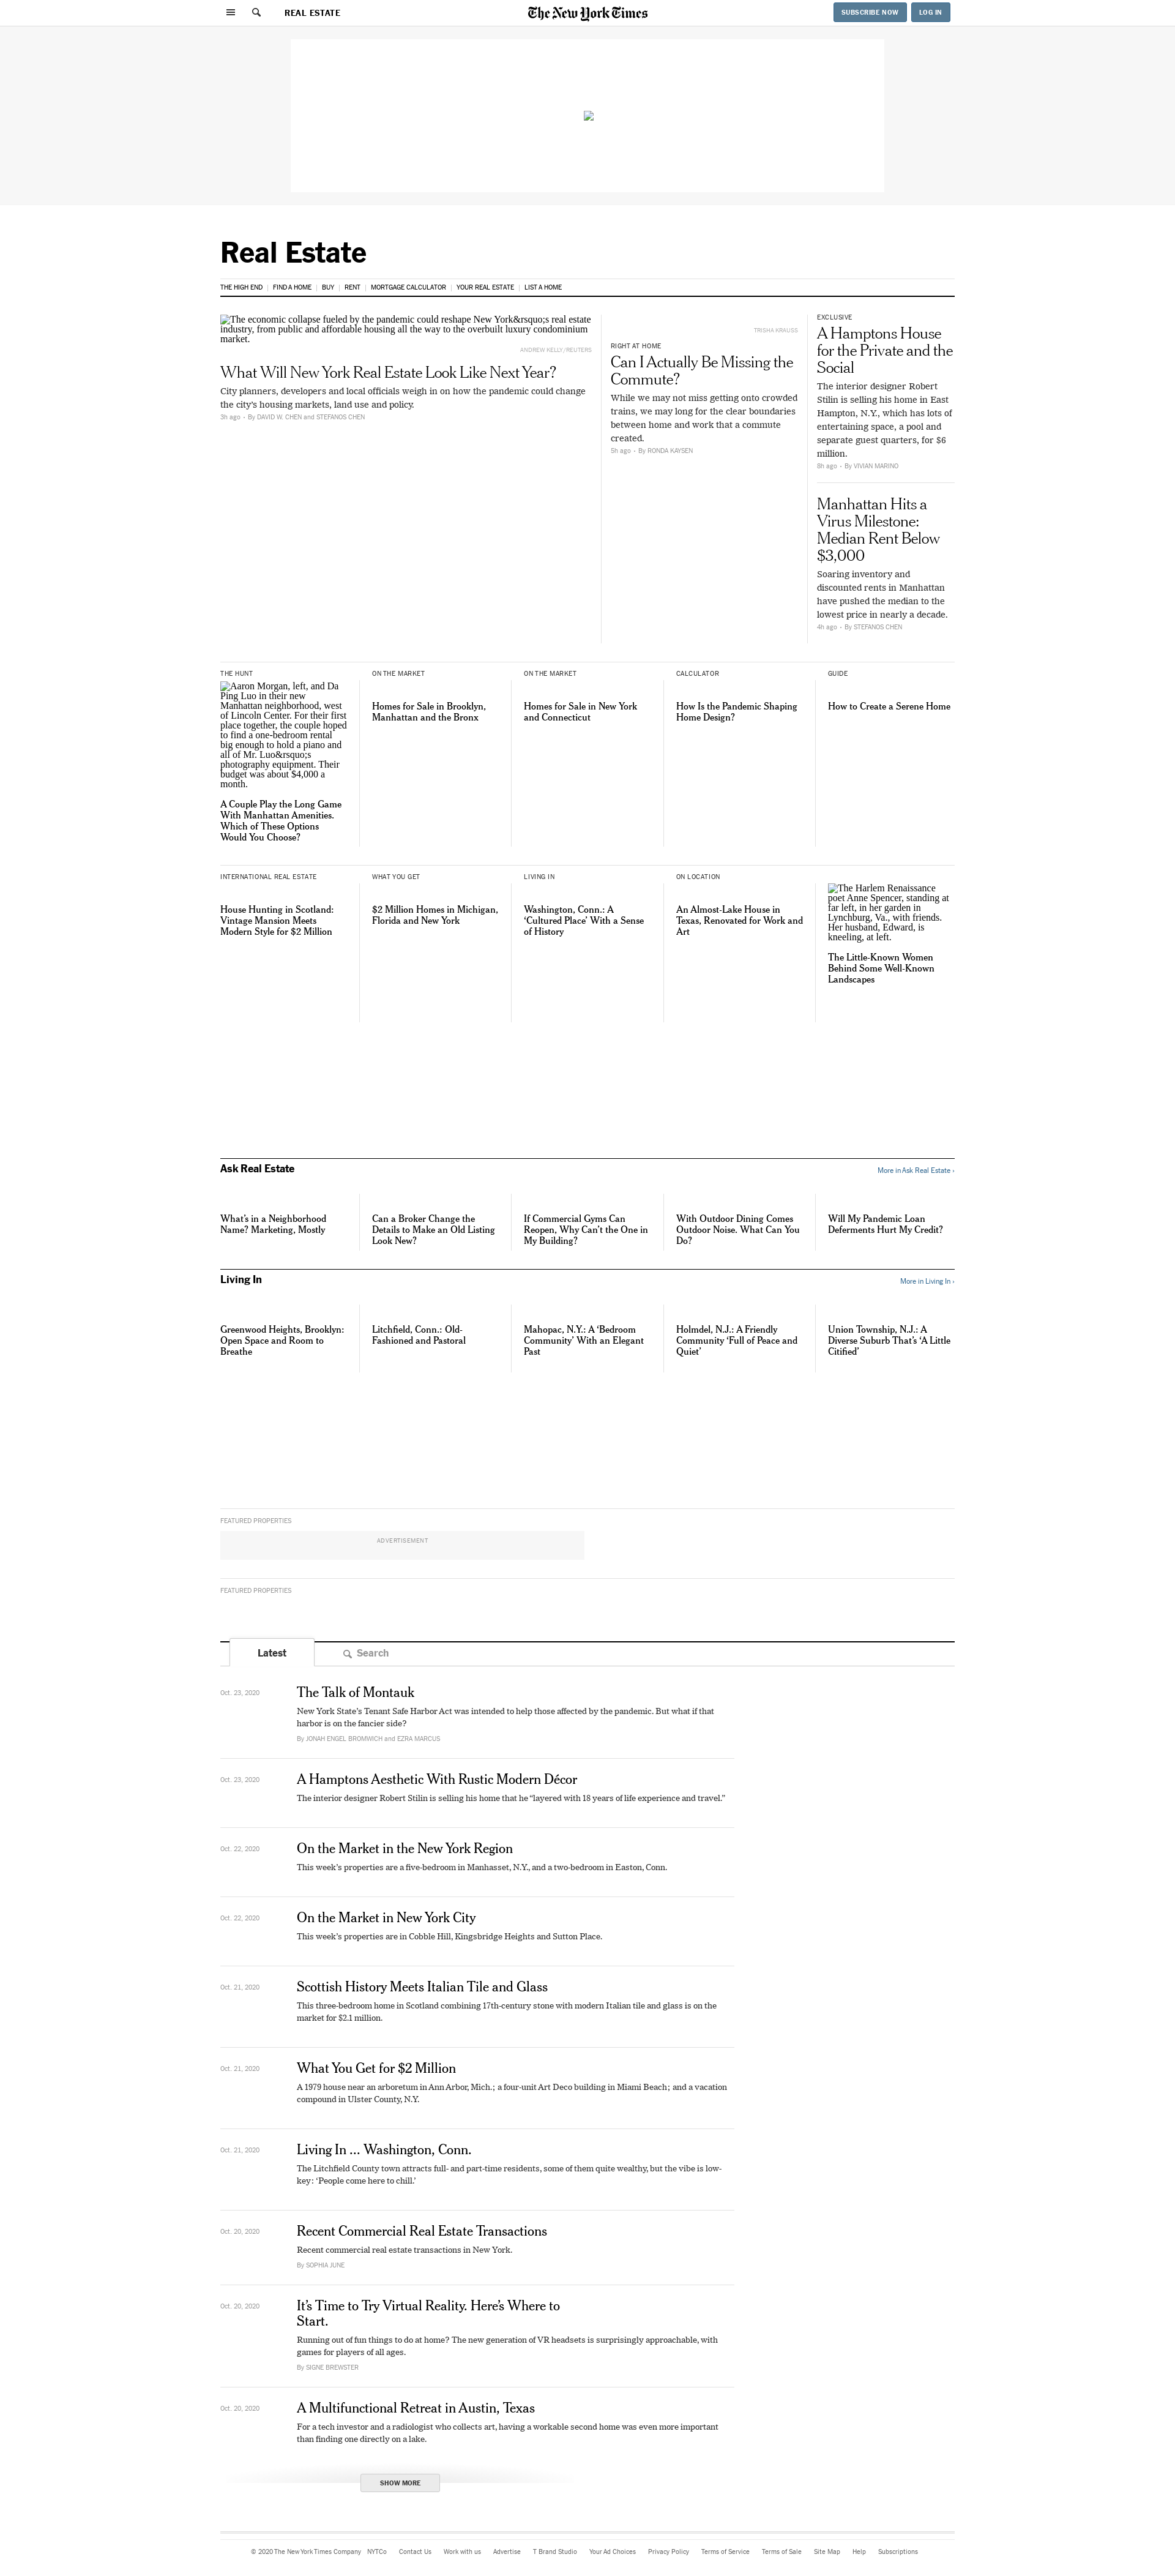 REAL ESTATE
The New York Times
SUBSCRIBE NOW
LOG IN
Real Estate
THE HIGH END | FIND A HOME | BUY | RENT | MORTGAGE CALCULATOR | YOUR REAL ESTATE | LIST A HOME
The economic collapse fueled by the pandemic could reshape New York&rsquo;s real estate
industry, from public and affordable housing all the way to the overbuilt luxury condominium
market.
ANDREW KELLY/REUTERS
What Will New York Real Estate Look Like Next Year?
City planners, developers and local officials weigh in on how the pandemic could change
the city's housing markets, land use and policy.
3h ago - By DAVID W. CHEN and STEFANOS CHEN
TRISHA KRAUSS
RIGHT AT HOME
Can I Actually Be Missing the
Commute?
While we may not miss getting onto crowded
trains, we may long for the clear boundaries
between home and work that a commute
created.
5h ago - By RONDA KAYSEN
EXCLUSIVE
A Hamptons House
for the Private and the
Social
The interior designer Robert
Stilin is selling his home in East
Hampton, N.Y., which has lots of
entertaining space, a pool and
separate guest quarters, for $6
million.
8h ago - By VIVIAN MARINO
Manhattan Hits a
Virus Milestone:
Median Rent Below
$3,000
Soaring inventory and
discounted rents in Manhattan
have pushed the median to the
lowest price in nearly a decade.
4h ago - By STEFANOS CHEN
THE HUNT
Aaron Morgan, left, and Da
Ping Luo in their new
Manhattan neighborhood, west
of Lincoln Center. For their first
place together, the couple hoped
to find a one-bedroom rental
big enough to hold a piano and
all of Mr. Luo&rsquo;s
photography equipment. Their
budget was about $4,000 a
month.
A Couple Play the Long Game
With Manhattan Amenities.
Which of These Options
Would You Choose?
ON THE MARKET
Homes for Sale in Brooklyn,
Manhattan and the Bronx
ON THE MARKET
Homes for Sale in New York
and Connecticut
CALCULATOR
How Is the Pandemic Shaping
Home Design?
GUIDE
How to Create a Serene Home
INTERNATIONAL REAL ESTATE
House Hunting in Scotland:
Vintage Mansion Meets
Modern Style for $2 Million
WHAT YOU GET
$2 Million Homes in Michigan,
Florida and New York
LIVING IN
Washington, Conn.: A
‘Cultured Place’ With a Sense
of History
ON LOCATION
An Almost-Lake House in
Texas, Renovated for Work and
Art
The Harlem Renaissance
poet Anne Spencer, standing at
far left, in her garden in
Lynchburg, Va., with friends.
Her husband, Edward, is
kneeling, at left.
The Little-Known Women
Behind Some Well-Known
Landscapes
Ask Real Estate
More in Ask Real Estate ›
What’s in a Neighborhood
Name? Marketing, Mostly
Can a Broker Change the
Details to Make an Old Listing
Look New?
If Commercial Gyms Can
Reopen, Why Can’t the One in
My Building?
With Outdoor Dining Comes
Outdoor Noise. What Can You
Do?
Will My Pandemic Loan
Deferments Hurt My Credit?
Living In
More in Living In ›
Greenwood Heights, Brooklyn:
Open Space and Room to
Breathe
Litchfield, Conn.: Old-
Fashioned and Pastoral
Mahopac, N.Y.: A ‘Bedroom
Community’ With an Elegant
Past
Holmdel, N.J.: A Friendly
Community ‘Full of Peace and
Quiet’
Union Township, N.J.: A
Diverse Suburb That’s ‘A Little
Citified’
FEATURED PROPERTIES
ADVERTISEMENT
FEATURED PROPERTIES
Latest
Search
Oct. 23, 2020
The Talk of Montauk
New York State’s Tenant Safe Harbor Act was intended to help those affected by the pandemic. But what if that
harbor is on the fancier side?
By JONAH ENGEL BROMWICH and EZRA MARCUS
Oct. 23, 2020
A Hamptons Aesthetic With Rustic Modern Décor
The interior designer Robert Stilin is selling his home that he “layered with 18 years of life experience and travel.”
Oct. 22, 2020
On the Market in the New York Region
This week’s properties are a five-bedroom in Manhasset, N.Y., and a two-bedroom in Easton, Conn.
Oct. 22, 2020
On the Market in New York City
This week’s properties are in Cobble Hill, Kingsbridge Heights and Sutton Place.
Oct. 21, 2020
Scottish History Meets Italian Tile and Glass
This three-bedroom home in Scotland combining 17th-century stone with modern Italian tile and glass is on the
market for $2.1 million.
Oct. 21, 2020
What You Get for $2 Million
A 1979 house near an arboretum in Ann Arbor, Mich.; a four-unit Art Deco building in Miami Beach; and a vacation
compound in Ulster County, N.Y.
Oct. 21, 2020
Living In ... Washington, Conn.
The Litchfield County town attracts full- and part-time residents, some of them quite wealthy, but the vibe is low-
key: ‘People come here to chill.’
Oct. 20, 2020
Recent Commercial Real Estate Transactions
Recent commercial real estate transactions in New York.
By SOPHIA JUNE
Oct. 20, 2020
It’s Time to Try Virtual Reality. Here’s Where to
Start.
Running out of fun things to do at home? The new generation of VR headsets is surprisingly approachable, with
games for players of all ages.
By SIGNE BREWSTER
Oct. 20, 2020
A Multifunctional Retreat in Austin, Texas
For a tech investor and a radiologist who collects art, having a workable second home was even more important
than finding one directly on a lake.
SHOW MORE
© 2020 The New York Times Company NYTCo Contact Us Work with us Advertise T Brand Studio Your Ad Choices Privacy Policy Terms of Service Terms of Sale Site Map Help Subscriptions